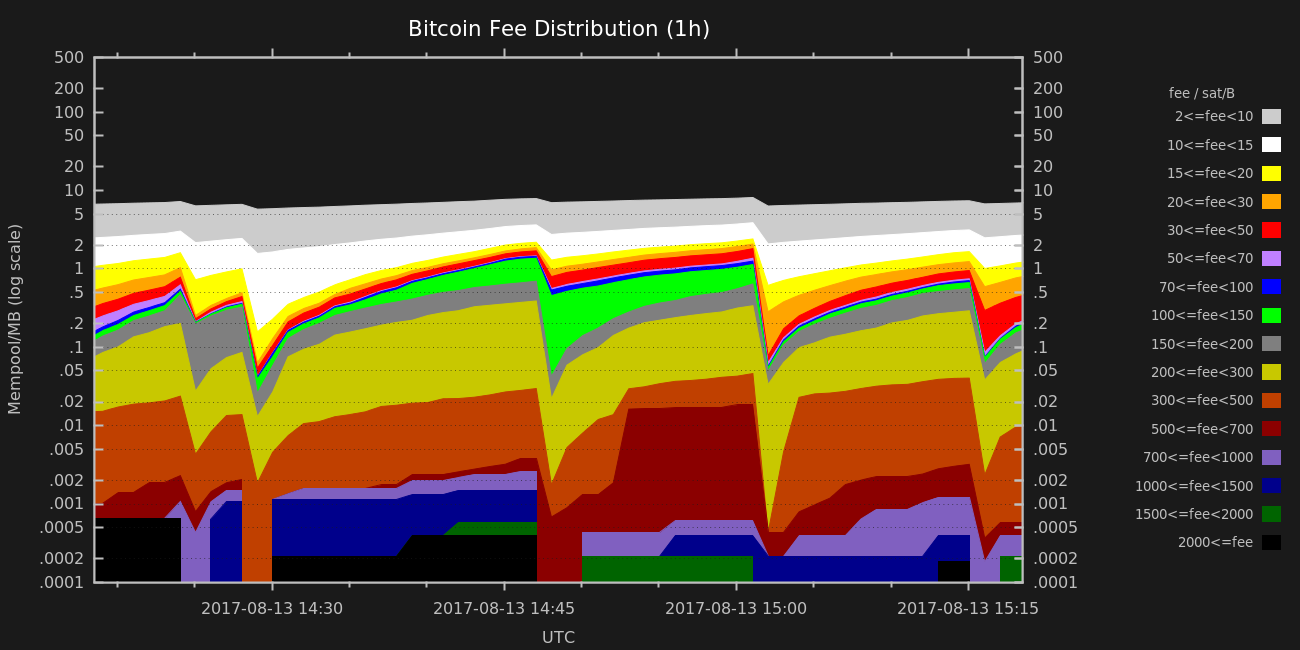 Bitcoin Fee Distribution (1h)
500 500
200 200
100 100
50 50
20 20
10 10
5 5
2 2
1 1
.5 .5
.2 .2
.1 .1
.05 .05
.02 .02
.01 .01
.005 .005
.002 .002
.001 .001
.0005 .0005
.0002 .0002
.0001 .0001
Mempool/MB (log scale)
2017-08-13 14:30 2017-08-13 14:45 2017-08-13 15:00 2017-08-13 15:15
UTC
fee / sat/B
2<=fee<10
10<=fee<15
15<=fee<20
20<=fee<30
30<=fee<50
50<=fee<70
70<=fee<100
100<=fee<150
150<=fee<200
200<=fee<300
300<=fee<500
500<=fee<700
700<=fee<1000
1000<=fee<1500
1500<=fee<2000
2000<=fee